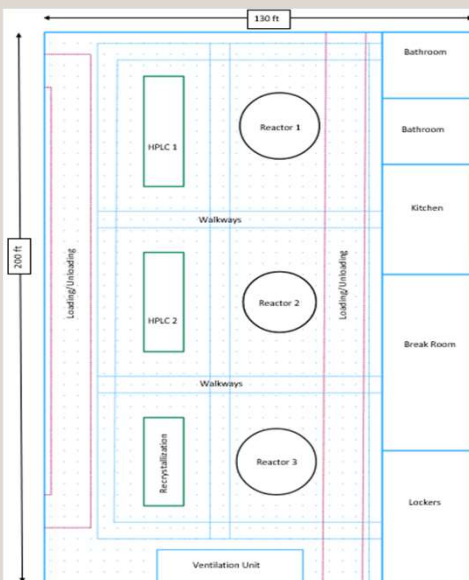 130 ft
Bathroom
Reactor 1
Bathroom
HPLC 1
Kitchen
Walkways
200 ft
Loading/Unloading
Loading/Unloading
Reactor 2
HPLC 2
Break Room
Walkways
Recrystallization
Reactor 3
Lockers
Ventilation Unit